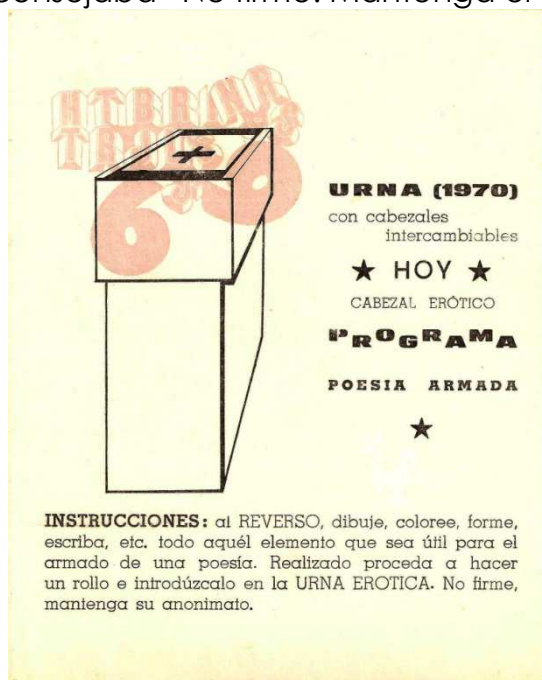 “No firme. Mantenga
6 9
+
URNA (1970)
con cabezales
intercambiables
★ HOY ★
CABEZAL ERÓTICO
PROGRAMA
POESIA ARMADA
★
INSTRUCCIONES: al REVERSO, dibuje, coloree, forme,
escriba, etc. todo aquél elemento que sea útil para el
armado de una poesía. Realizado proceda a hacer
un rollo e introdúzcalo en la URNA EROTICA. No firme,
mantenga su anonimato.